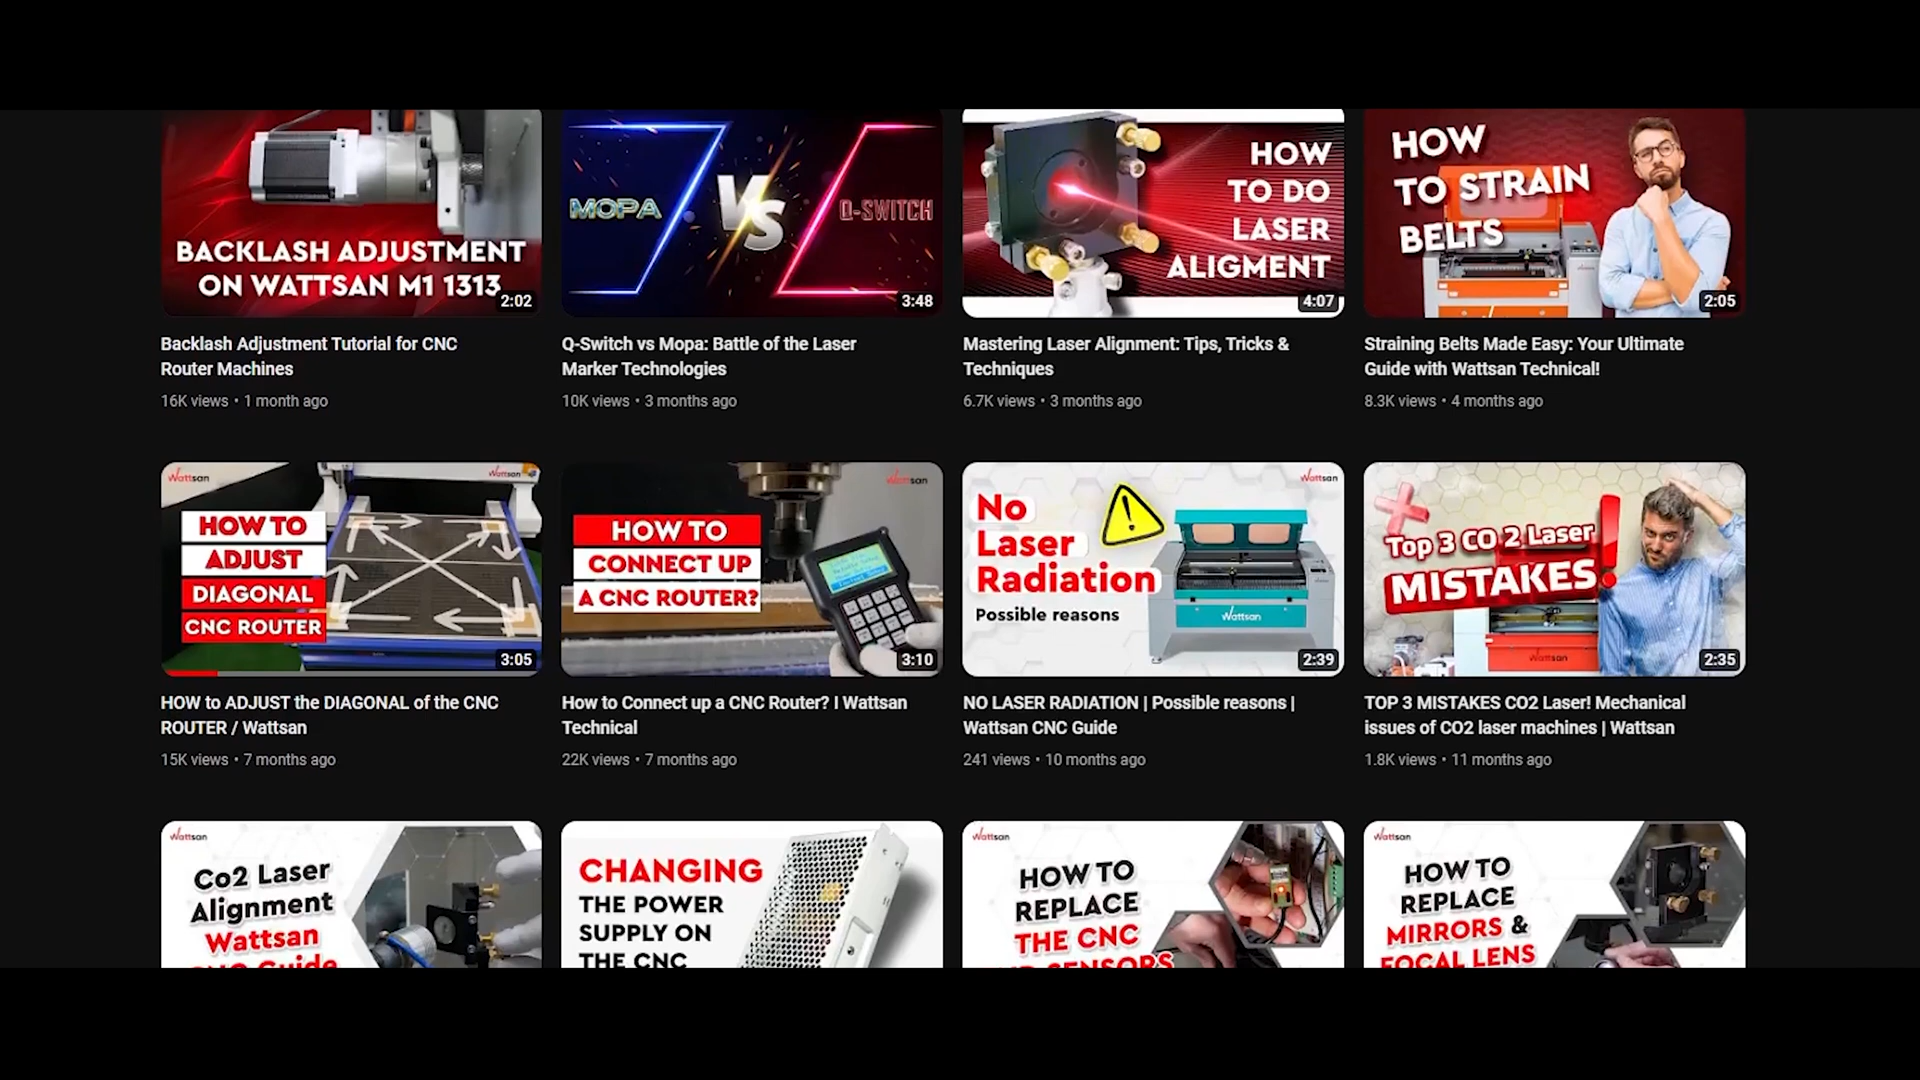 BACKLASH ADJUSTMENT
ON WATTSAN M1 1313
2:02
Backlash Adjustment Tutorial for CNC
Router Machines
16K views • 1 month ago
MOPA
VS
Q-SWITCH
3:48
Q-Switch vs Mopa: Battle of the Laser
Marker Technologies
10K views • 3 months ago
HOW
TO DO
LASER
ALIGMENT
4:07
Mastering Laser Alignment: Tips, Tricks &
Techniques
6.7K views • 3 months ago
HOW
TO STRAIN
BELTS
2:05
Straining Belts Made Easy: Your Ultimate
Guide with Wattsan Technical!
8.3K views • 4 months ago
Wattsan
Wattsan
HOW TO
ADJUST
DIAGONAL
CNC ROUTER
3:05
HOW to ADJUST the DIAGONAL of the CNC
ROUTER / Wattsan
15K views • 7 months ago
Wattsan
HOW TO
CONNECT UP
A CNC ROUTER?
3:10
How to Connect up a CNC Router? I Wattsan
Technical
22K views • 7 months ago
Wattsan
No
Laser
Radiation
Possible reasons
Wattsan
2:39
NO LASER RADIATION | Possible reasons |
Wattsan CNC Guide
241 views • 10 months ago
Top 3 CO 2 Laser
MISTAKES!
Wattsan
2:35
TOP 3 MISTAKES CO2 Laser! Mechanical
issues of CO2 laser machines | Wattsan
1.8K views • 11 months ago
Wattsan
Co2 Laser
Alignment
Wattsan
CNC Guide
CHANGING
THE POWER
SUPPLY ON
THE CNC
Wattsan
HOW TO
REPLACE
THE CNC
SENSORS
Wattsan
HOW TO
REPLACE
MIRRORS &
FOCAL LENS